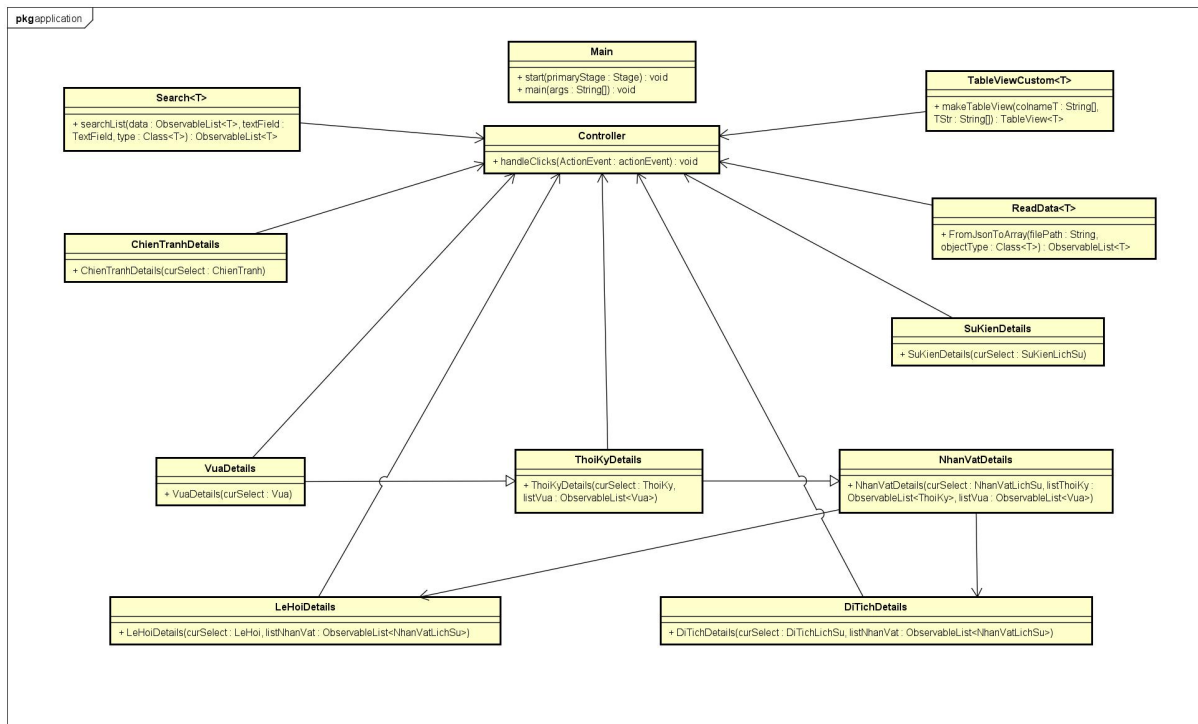 pkg application
Main
+ start(primaryStage : Stage) : void
+ main(args : String[]) : void
Search<T>
+ searchList(data : ObservableList<T>, textField :
TextField, type : Class<T>) : ObservableList<T>
TableViewCustom<T>
+ makeTableView(colnameT : String[],
TStr : String[]) : TableView<T>
Controller
+ handleClicks(ActionEvent : actionEvent) : void
ReadData<T>
+ FromJsonToArray(filePath : String,
objectType : Class<T>) : ObservableList<T>
ChienTranhDetails
+ ChienTranhDetails(curSelect : ChienTranh)
SuKienDetails
+ SuKienDetails(curSelect : SuKienLichSu)
VuaDetails
+ VuaDetails(curSelect : Vua)
ThoiKyDetails
+ ThoiKyDetails(curSelect : ThoiKy,
listVua : ObservableList<Vua>)
NhanVatDetails
+ NhanVatDetails(curSelect : NhanVatLichSu, listThoiKy :
ObservableList<ThoiKy>, listVua : ObservableList<Vua>)
LeHoiDetails
+ LeHoiDetails(curSelect : LeHoi, listNhanVat : ObservableList<NhanVatLichSu>)
DiTichDetails
+ DiTichDetails(curSelect : DiTichLichSu, listNhanVat : ObservableList<NhanVatLichSu>)